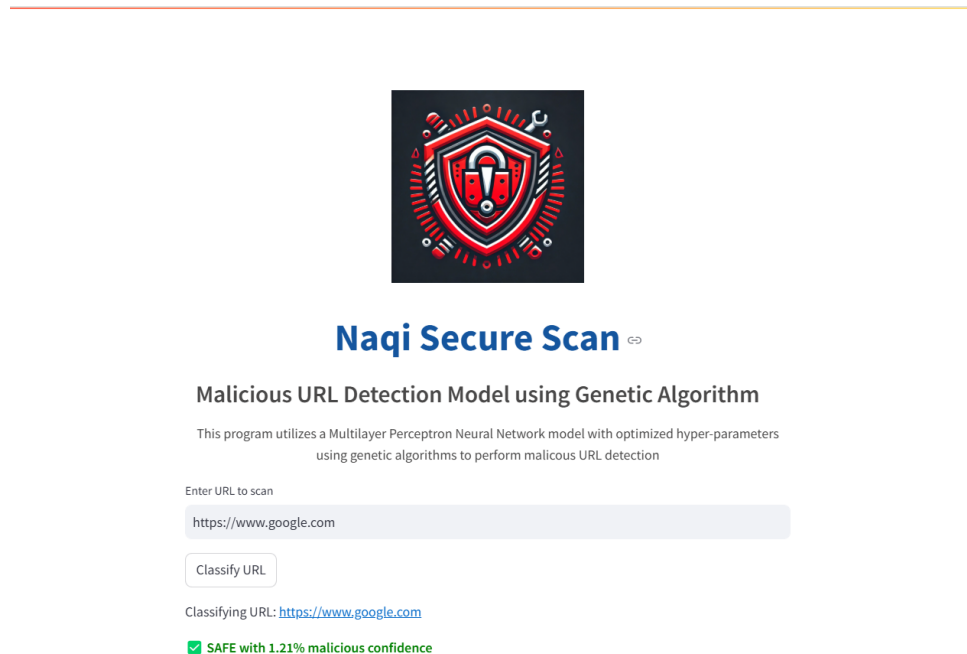 Naqi Secure Scan
Malicious URL Detection Model using Genetic Algorithm
This program utilizes a Multilayer Perceptron Neural Network model with optimized hyper-parameters
using genetic algorithms to perform malicous URL detection
Enter URL to scan
https://www.google.com
Classify URL
Classifying URL: https://www.google.com
SAFE with 1.21% malicious confidence